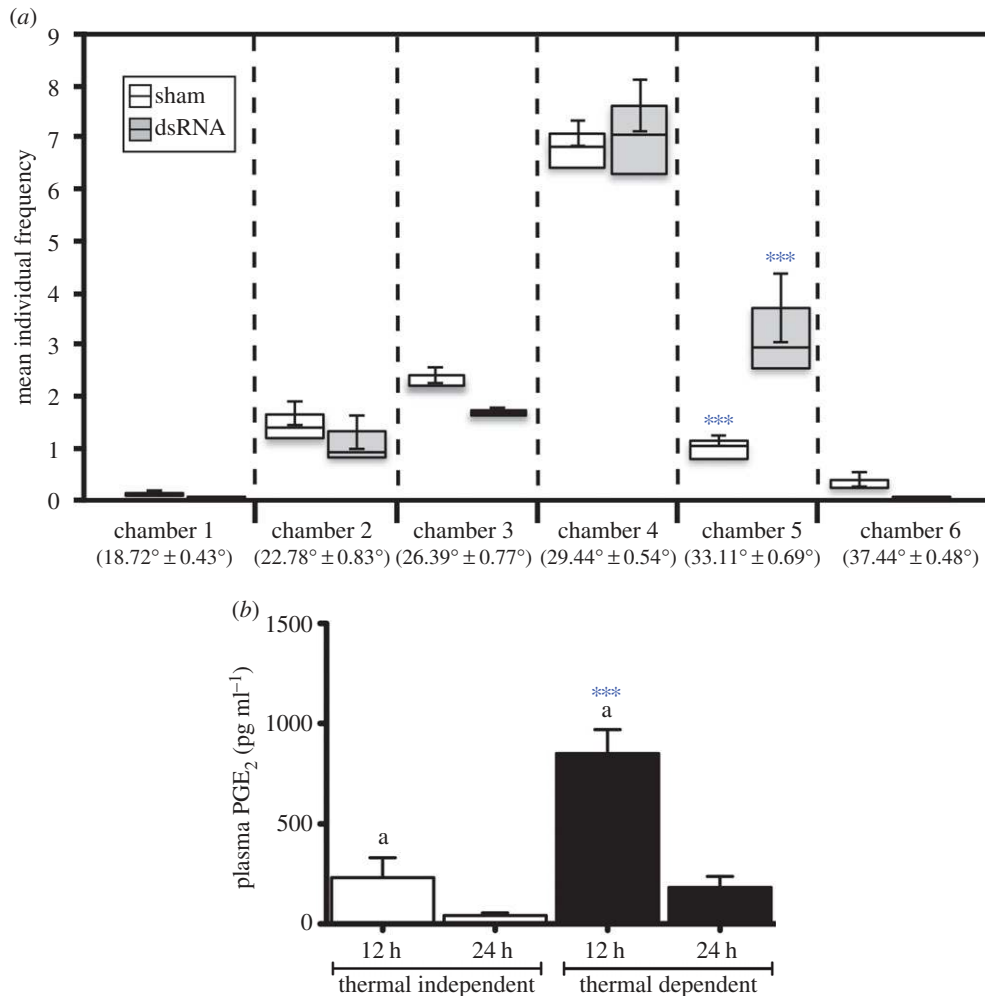 (a)
9
8
7
6
5
4
3
2
1
0
mean individual frequency
sham
dsRNA
***
***
chamber 1 chamber 2 chamber 3 chamber 4 chamber 5 chamber 6
(18.72° ± 0.43°) (22.78° ± 0.83°) (26.39° ± 0.77°) (29.44° ± 0.54°) (33.11° ± 0.69°) (37.44° ± 0.48°)
(b)
1500
1000
500
0
plasma PGE₂ (pg ml⁻¹)
a
***
a
12 h 24 h 12 h 24 h
thermal independent thermal dependent